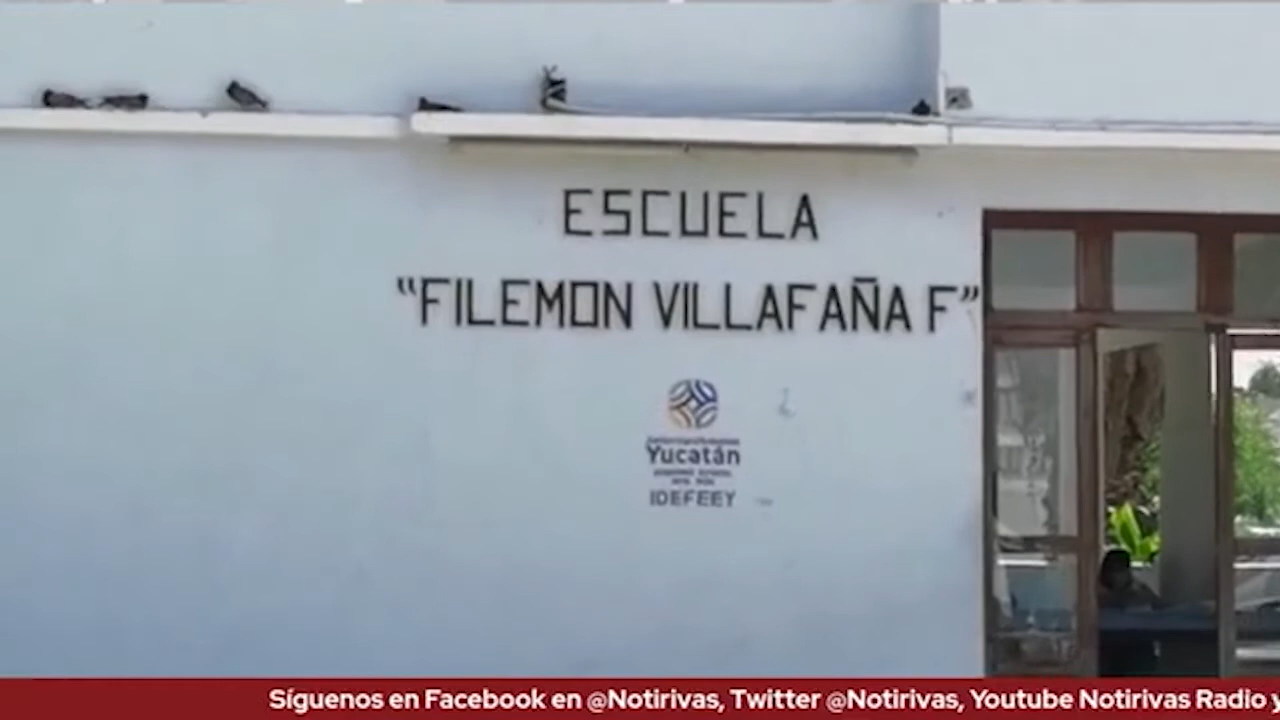 ESCUELA
“FILEMON VILLAFAÑA F”
Yucatán
IDEFEEY
Síguenos en Facebook en @Notirivas, Twitter @Notirivas, Youtube Notirivas Radio y